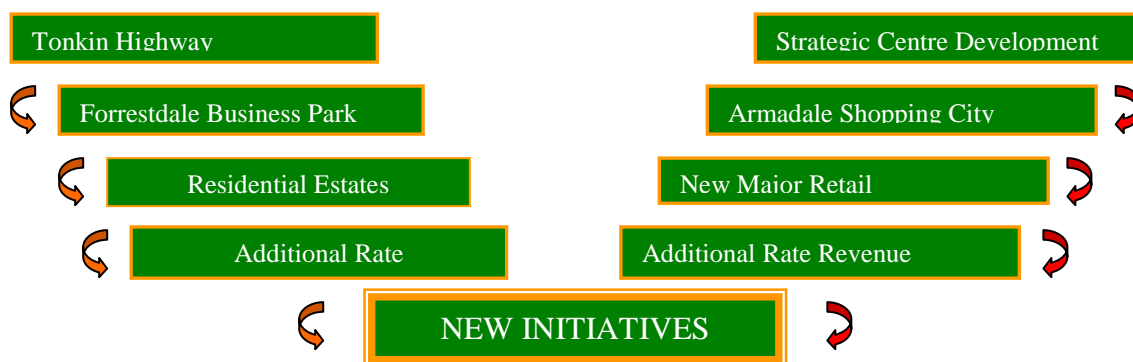 Tonkin Highway
Strategic Centre Development
Forrestdale Business Park
Armadale Shopping City
Residential Estates
New Major Retail
Additional Rate
Additional Rate Revenue
NEW INITIATIVES